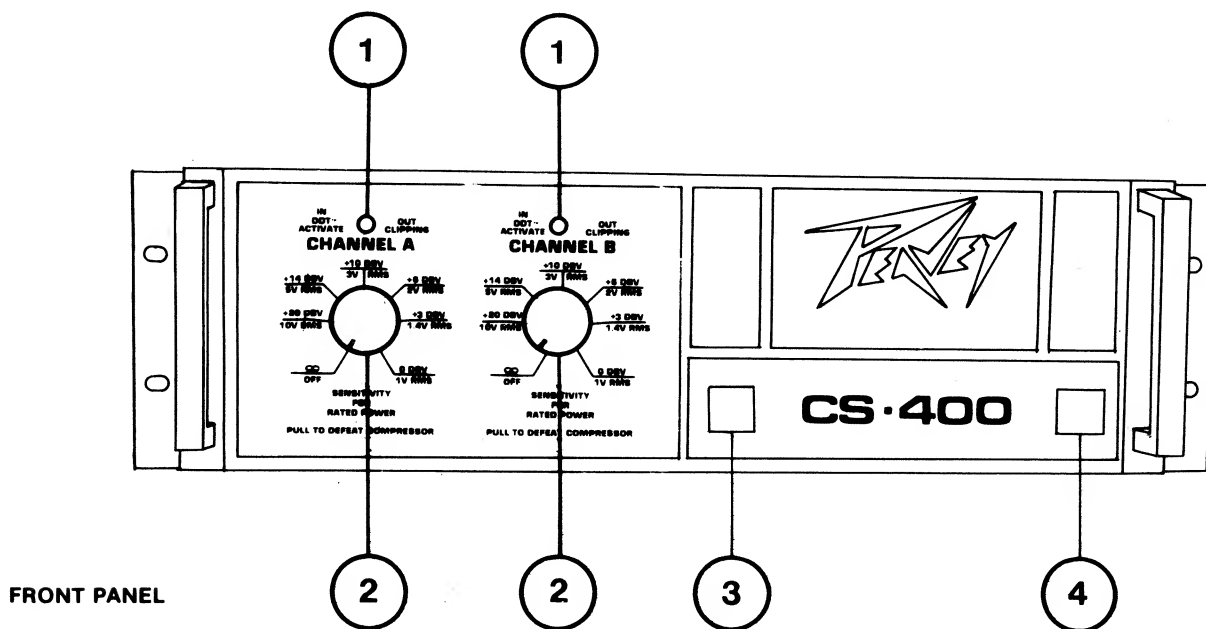 1 1
IN
DDT™
ACTIVATE
OUT
CLIPPING
CHANNEL A
+10 DBV
3V RMS
+14 DBV
5V RMS
+6 DBV
2V RMS
+20 DBV
10V RMS
+3 DBV
1.4V RMS
∞
OFF
0 DBV
1V RMS
SENSITIVITY
FOR
RATED POWER
PULL TO DEFEAT COMPRESSOR
IN
DDT™
ACTIVATE
OUT
CLIPPING
CHANNEL B
+10 DBV
3V RMS
+14 DBV
5V RMS
+6 DBV
2V RMS
+20 DBV
10V RMS
+3 DBV
1.4V RMS
∞
OFF
0 DBV
1V RMS
SENSITIVITY
FOR
RATED POWER
PULL TO DEFEAT COMPRESSOR
PEAVEY
CS·400
2 2 3 4
FRONT PANEL